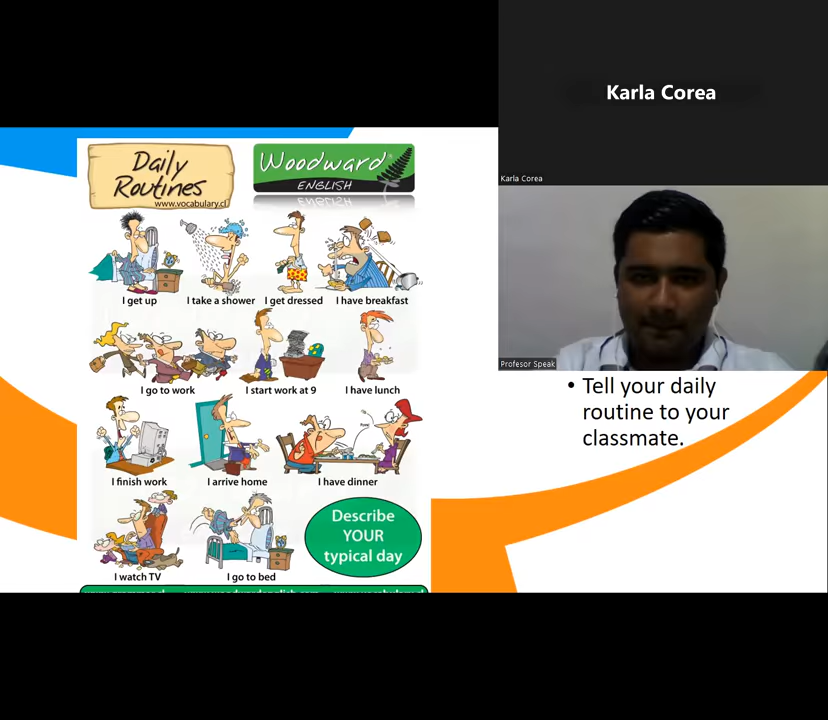 Karla Corea
Karla Corea
Daily
Routines
www.vocabulary.cl
Woodward®
ENGLISH
I get up
I take a shower
I get dressed
I have breakfast
I go to work
I start work at 9
I have lunch
I finish work
I arrive home
I have dinner
I watch TV
I go to bed
Describe
YOUR
typical day
Profesor Speak
• Tell your daily
routine to your
classmate.